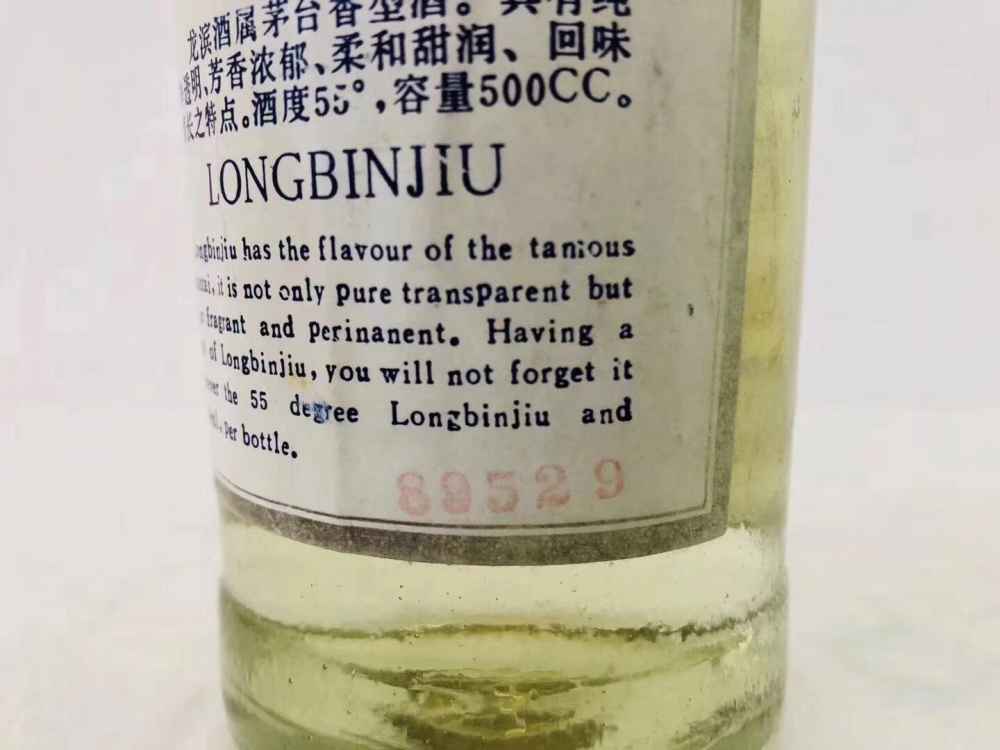 龙滨酒属茅台香型酒。具有纯
透明、芳香浓郁、柔和甜润、回味
长之特点。酒度55°,容量500CC。
LONGBINJIU
ngbinjiu has the flavour of the famous
it is not only pure transparent but
fragrant and perinanent. Having a
of Longbinjiu, you will not forget it
the 55 degree Longbinjiu and
per bottle.
89529